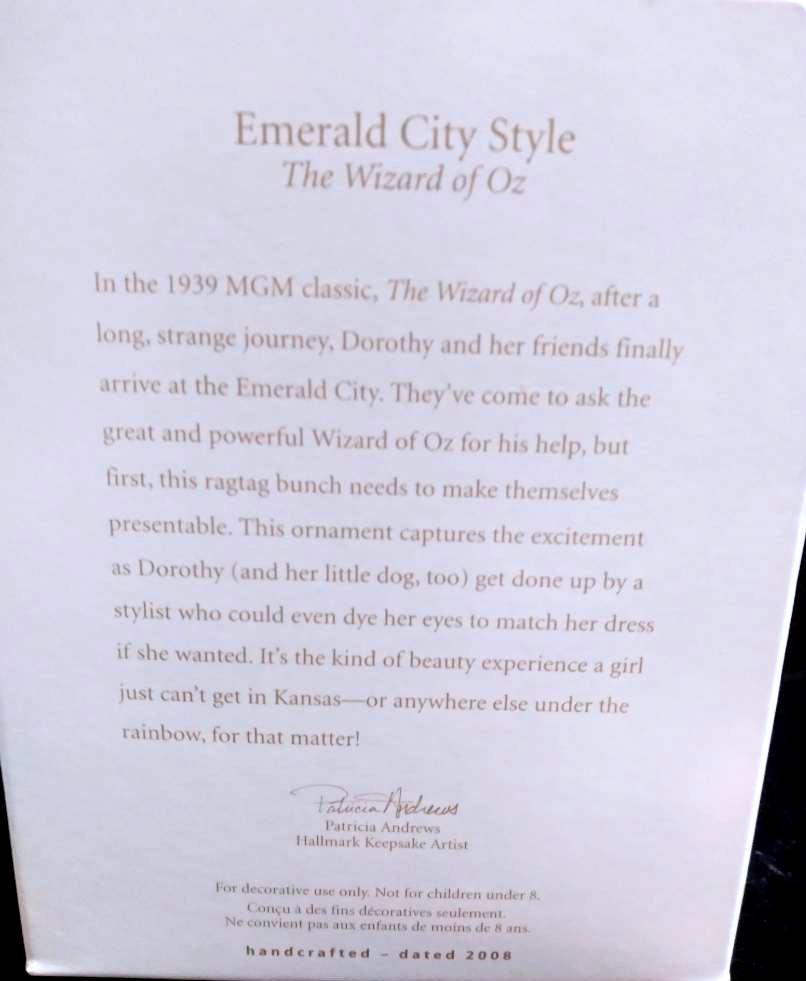 Emerald City Style
The Wizard of Oz
In the 1939 MGM classic, The Wizard of Oz, after a
long, strange journey, Dorothy and her friends finally
arrive at the Emerald City. They've come to ask the
great and powerful Wizard of Oz for his help, but
first, this ragtag bunch needs to make themselves
presentable. This ornament captures the excitement
as Dorothy (and her little dog, too) get done up by a
stylist who could even dye her eyes to match her dress
if she wanted. It's the kind of beauty experience a girl
just can't get in Kansas—or anywhere else under the
rainbow, for that matter!
Patricia Andrews
Patricia Andrews
Hallmark Keepsake Artist
For decorative use only. Not for children under 8.
Conçu à des fins décoratives seulement.
Ne convient pas aux enfants de moins de 8 ans.
handcrafted – dated 2008